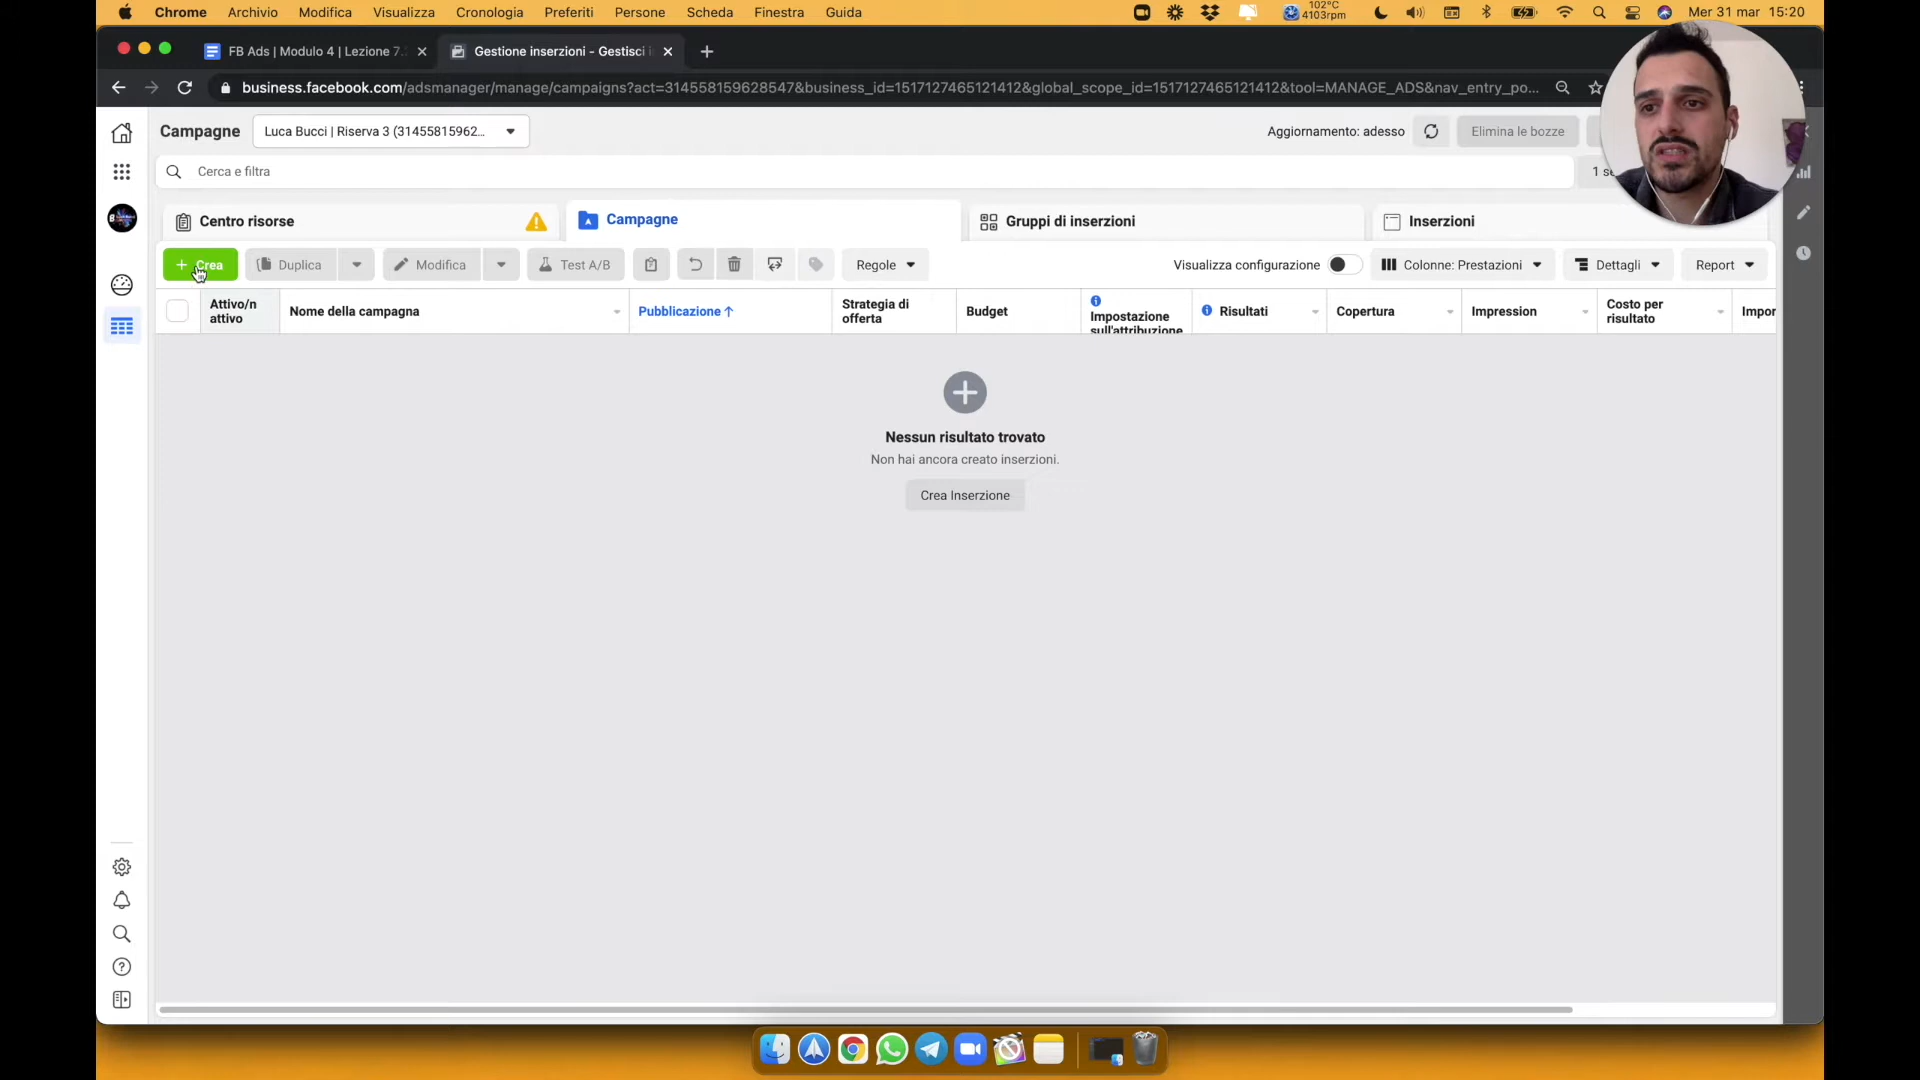 Chrome Archivio Modifica Visualizza Cronologia Preferiti Persone Scheda Finestra Guida
102°C
4103rpm
Mer 31 mar 15:20
FB Ads | Modulo 4 | Lezione 7.
Gestione inserzioni - Gestisci i
business.facebook.com/adsmanager/manage/campaigns?act=314558159628547&business_id=1517127465121412&global_scope_id=1517127465121412&tool=MANAGE_ADS&nav_entry_po...
Campagne
Luca Bucci | Riserva 3 (31455815962...
Aggiornamento: adesso
Elimina le bozze
Cerca e filtra
1 se
Centro risorse
Campagne
Gruppi di inserzioni
Inserzioni
+ Crea
Duplica
Modifica
Test A/B
Regole
Visualizza configurazione
Colonne: Prestazioni
Dettagli
Report
Attivo/n
attivo
Nome della campagna
Pubblicazione ↑
Strategia di
offerta
Budget
Impostazione
sull'attribuzione
Risultati
Copertura
Impression
Costo per
risultato
Impor
Nessun risultato trovato
Non hai ancora creato inserzioni.
Crea Inserzione